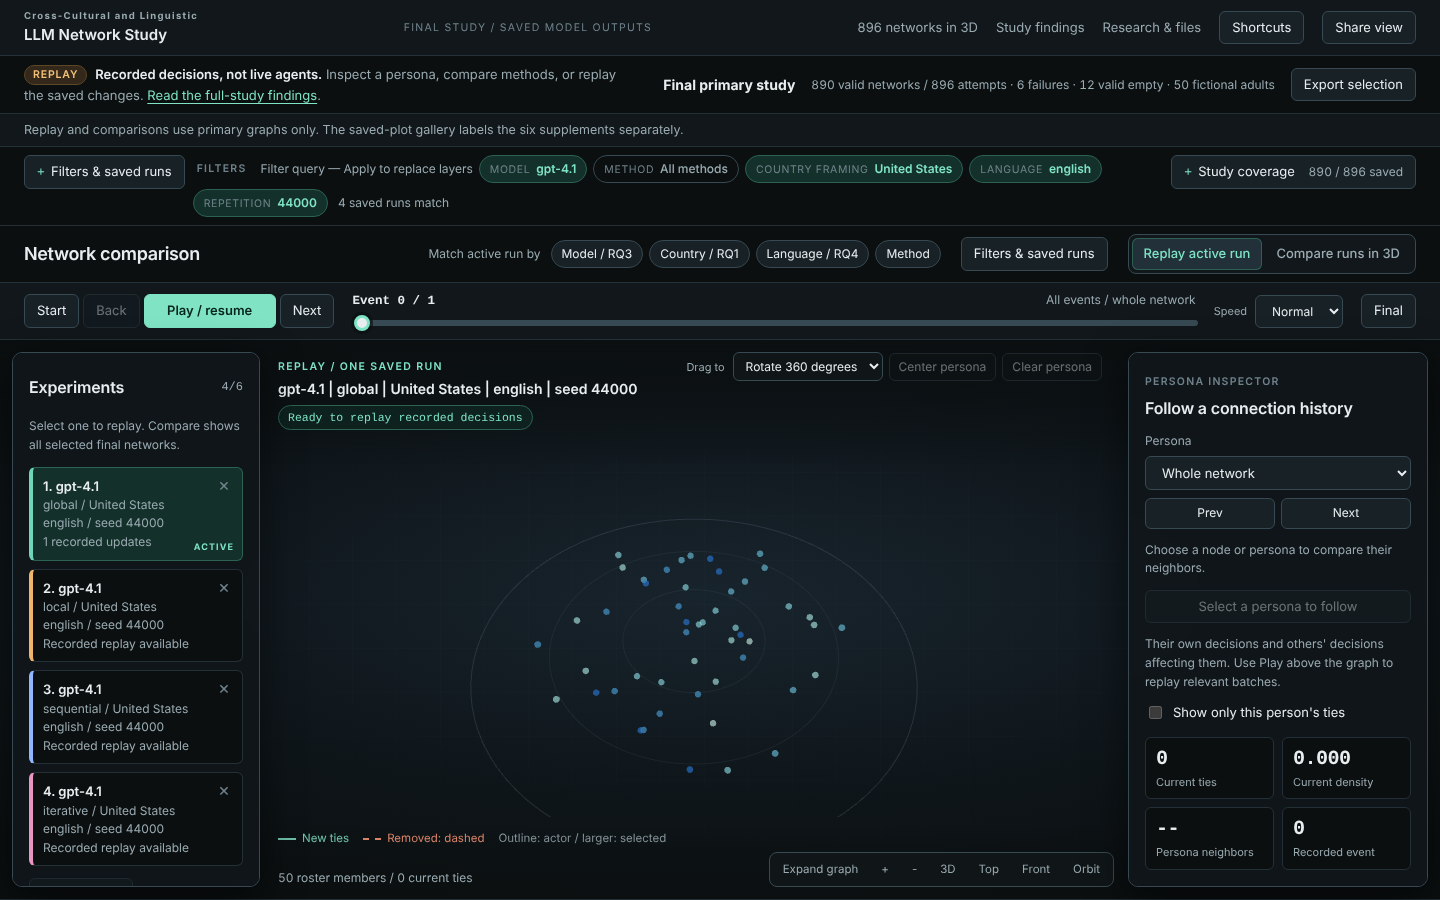 Cross-Cultural and Linguistic
LLM Network Study
FINAL STUDY / SAVED MODEL OUTPUTS
896 networks in 3D
Study findings
Research & files
Shortcuts
Share view
REPLAY Recorded decisions, not live agents. Inspect a persona, compare methods, or replay
the saved changes. Read the full-study findings.
Final primary study
890 valid networks / 896 attempts · 6 failures · 12 valid empty · 50 fictional adults
Export selection
Replay and comparisons use primary graphs only. The saved-plot gallery labels the six supplements separately.
+ Filters & saved runs
FILTERS Filter query — Apply to replace layers MODEL gpt-4.1 METHOD All methods COUNTRY FRAMING United States LANGUAGE english
REPETITION 44000 4 saved runs match
+ Study coverage 890 / 896 saved
Network comparison
Match active run by Model / RQ3 Country / RQ1 Language / RQ4 Method
Filters & saved runs
Replay active run
Compare runs in 3D
Start
Back
Play / resume
Next
Event 0 / 1
All events / whole network
Speed
Normal
Final
Experiments 4/6
Select one to replay. Compare shows
all selected final networks.
1. gpt-4.1 ×
global / United States
english / seed 44000
1 recorded updates ACTIVE
2. gpt-4.1 ×
local / United States
english / seed 44000
Recorded replay available
3. gpt-4.1 ×
sequential / United States
english / seed 44000
Recorded replay available
4. gpt-4.1 ×
iterative / United States
english / seed 44000
Recorded replay available
REPLAY / ONE SAVED RUN
gpt-4.1 | global | United States | english | seed 44000
Ready to replay recorded decisions
Drag to
Rotate 360 degrees
Center persona
Clear persona
New ties
Removed: dashed
Outline: actor / larger: selected
50 roster members / 0 current ties
Expand graph + - 3D Top Front Orbit
PERSONA INSPECTOR
Follow a connection history
Persona
Whole network
Prev
Next
Choose a node or persona to compare their
neighbors.
Select a persona to follow
Their own decisions and others' decisions
affecting them. Use Play above the graph to
replay relevant batches.
Show only this person's ties
0
Current ties
0.000
Current density
--
Persona neighbors
0
Recorded event